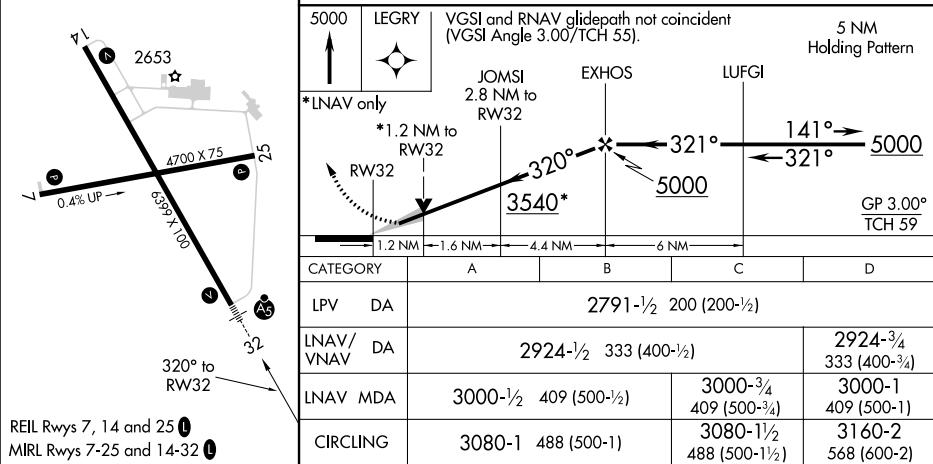 14
V
2653
4700 X 75
25
P
P
7
0.4% UP
6399 X 100
V
A5
32
320° to
RW32
REIL Rwys 7, 14 and 25 L
MIRL Rwys 7-25 and 14-32 L
5000
LEGRY
VGSI and RNAV glidepath not coincident
(VGSI Angle 3.00/TCH 55).
5 NM
Holding Pattern
*LNAV only
JOMSI
2.8 NM to
RW32
EXHOS
LUFGI
*1.2 NM to
RW32
RW32
320°
321°
141°
321°
5000
5000
3540*
GP 3.00°
TCH 59
1.2 NM
1.6 NM
4.4 NM
6 NM
CATEGORY A B C D
LPV DA 2791-½ 200 (200-½)
LNAV/
VNAV DA 2924-½ 333 (400-½) 2924-¾
333 (400-¾)
LNAV MDA 3000-½ 409 (500-½) 3000-¾
409 (500-¾) 3000-1
409 (500-1)
CIRCLING 3080-1 488 (500-1) 3080-1½
488 (500-1½) 3160-2
568 (600-2)